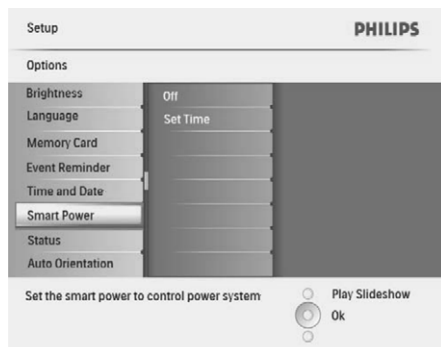 Setup
PHILIPS
Options
Brightness
Off
Language
Set Time
Memory Card
Event Reminder
Time and Date
Smart Power
Status
Auto Orientation
Set the smart power to control power system
Play Slideshow
Ok